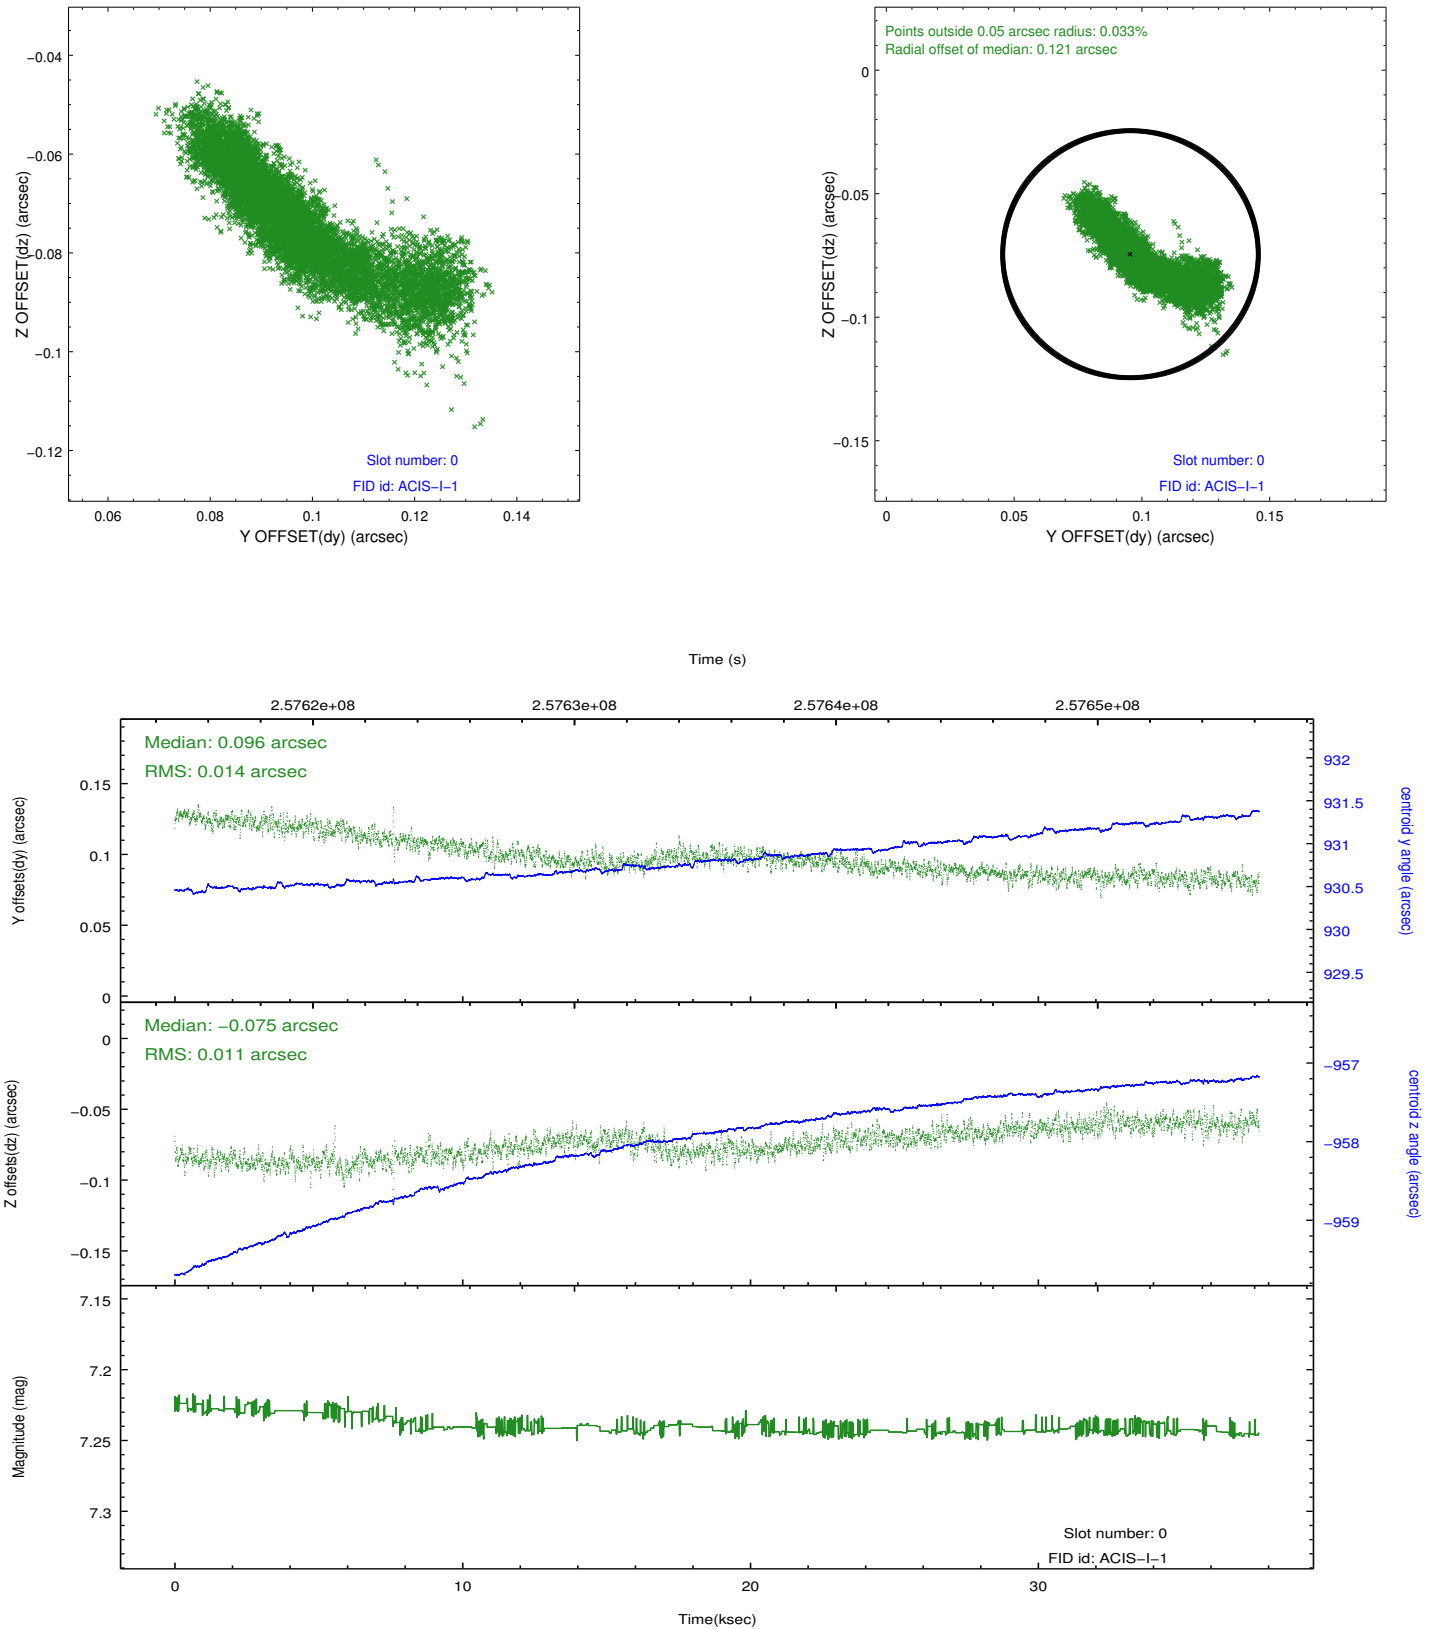 −0.04
−0.06
−0.08
−0.1
−0.12
Z OFFSET(dz) (arcsec)
Slot number: 0
FID id: ACIS−I−1
0.06 0.08 0.1 0.12 0.14
Y OFFSET(dy) (arcsec)
Points outside 0.05 arcsec radius: 0.033%
Radial offset of median: 0.121 arcsec
0
−0.05
−0.1
−0.15
Z OFFSET(dz) (arcsec)
Slot number: 0
FID id: ACIS−I−1
0 0.05 0.1 0.15
Y OFFSET(dy) (arcsec)
Time (s)
2.5762e+08 2.5763e+08 2.5764e+08 2.5765e+08
Median: 0.096 arcsec
RMS: 0.014 arcsec
0.15
0.1
0.05
0
Y offsets(dy) (arcsec)
932
931.5
931
930.5
930
929.5
centroid y angle (arcsec)
Median: −0.075 arcsec
RMS: 0.011 arcsec
0
−0.05
−0.1
−0.15
Z offsets(dz) (arcsec)
−957
−958
−959
centroid z angle (arcsec)
7.15
7.2
7.25
7.3
Magnitude (mag)
Slot number: 0
FID id: ACIS−I−1
0 10 20 30
Time(ksec)